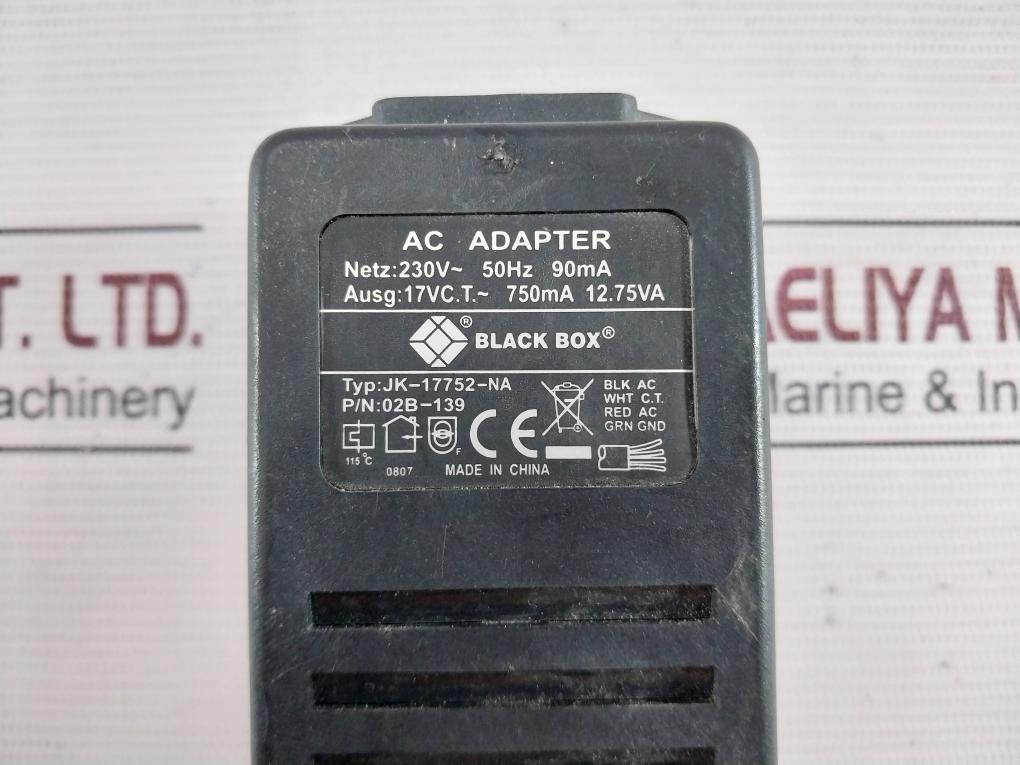 AC ADAPTER
Netz:230V~ 50Hz 90mA
Ausg:17VC.T.~ 750mA 12.75VA
® BLACK BOX®
Typ:JK-17752-NA
P/N:02B-139
BLK AC
WHT C.T.
RED AC
GRN GND
CE
F
115°C
0807
MADE IN CHINA
T. LTD.
achinery
AELIYA M
Marine & In